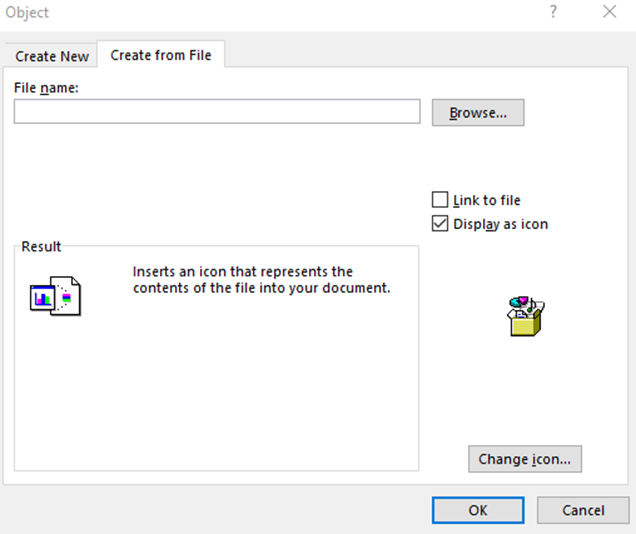 Object
Create New
Create from File
File name:
Browse...
Link to file
Display as icon
Result
Inserts an icon that represents the
contents of the file into your document.
Change icon...
OK
Cancel